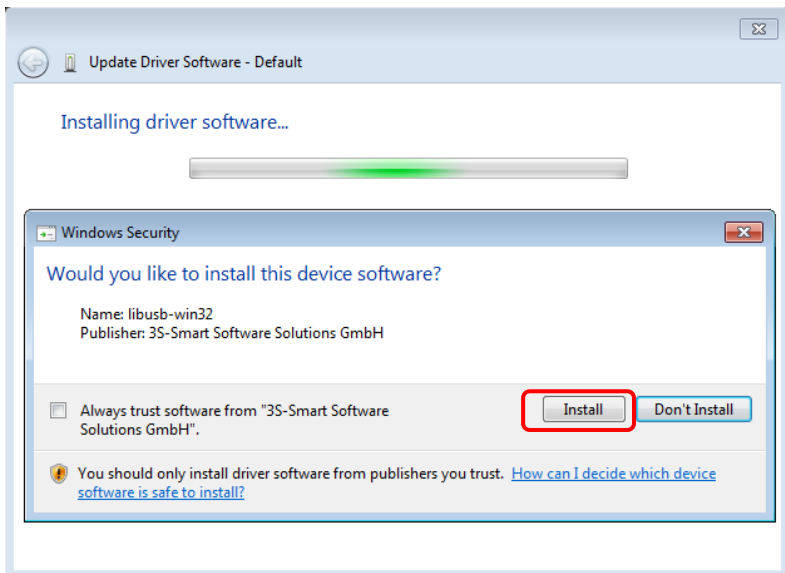 Update Driver Software - Default
Installing driver software...
Windows Security
Would you like to install this device software?
Name: libusb-win32
Publisher: 3S-Smart Software Solutions GmbH
Always trust software from "3S-Smart Software
Solutions GmbH".
Install
Don't Install
You should only install driver software from publishers you trust. How can I decide which device
software is safe to install?